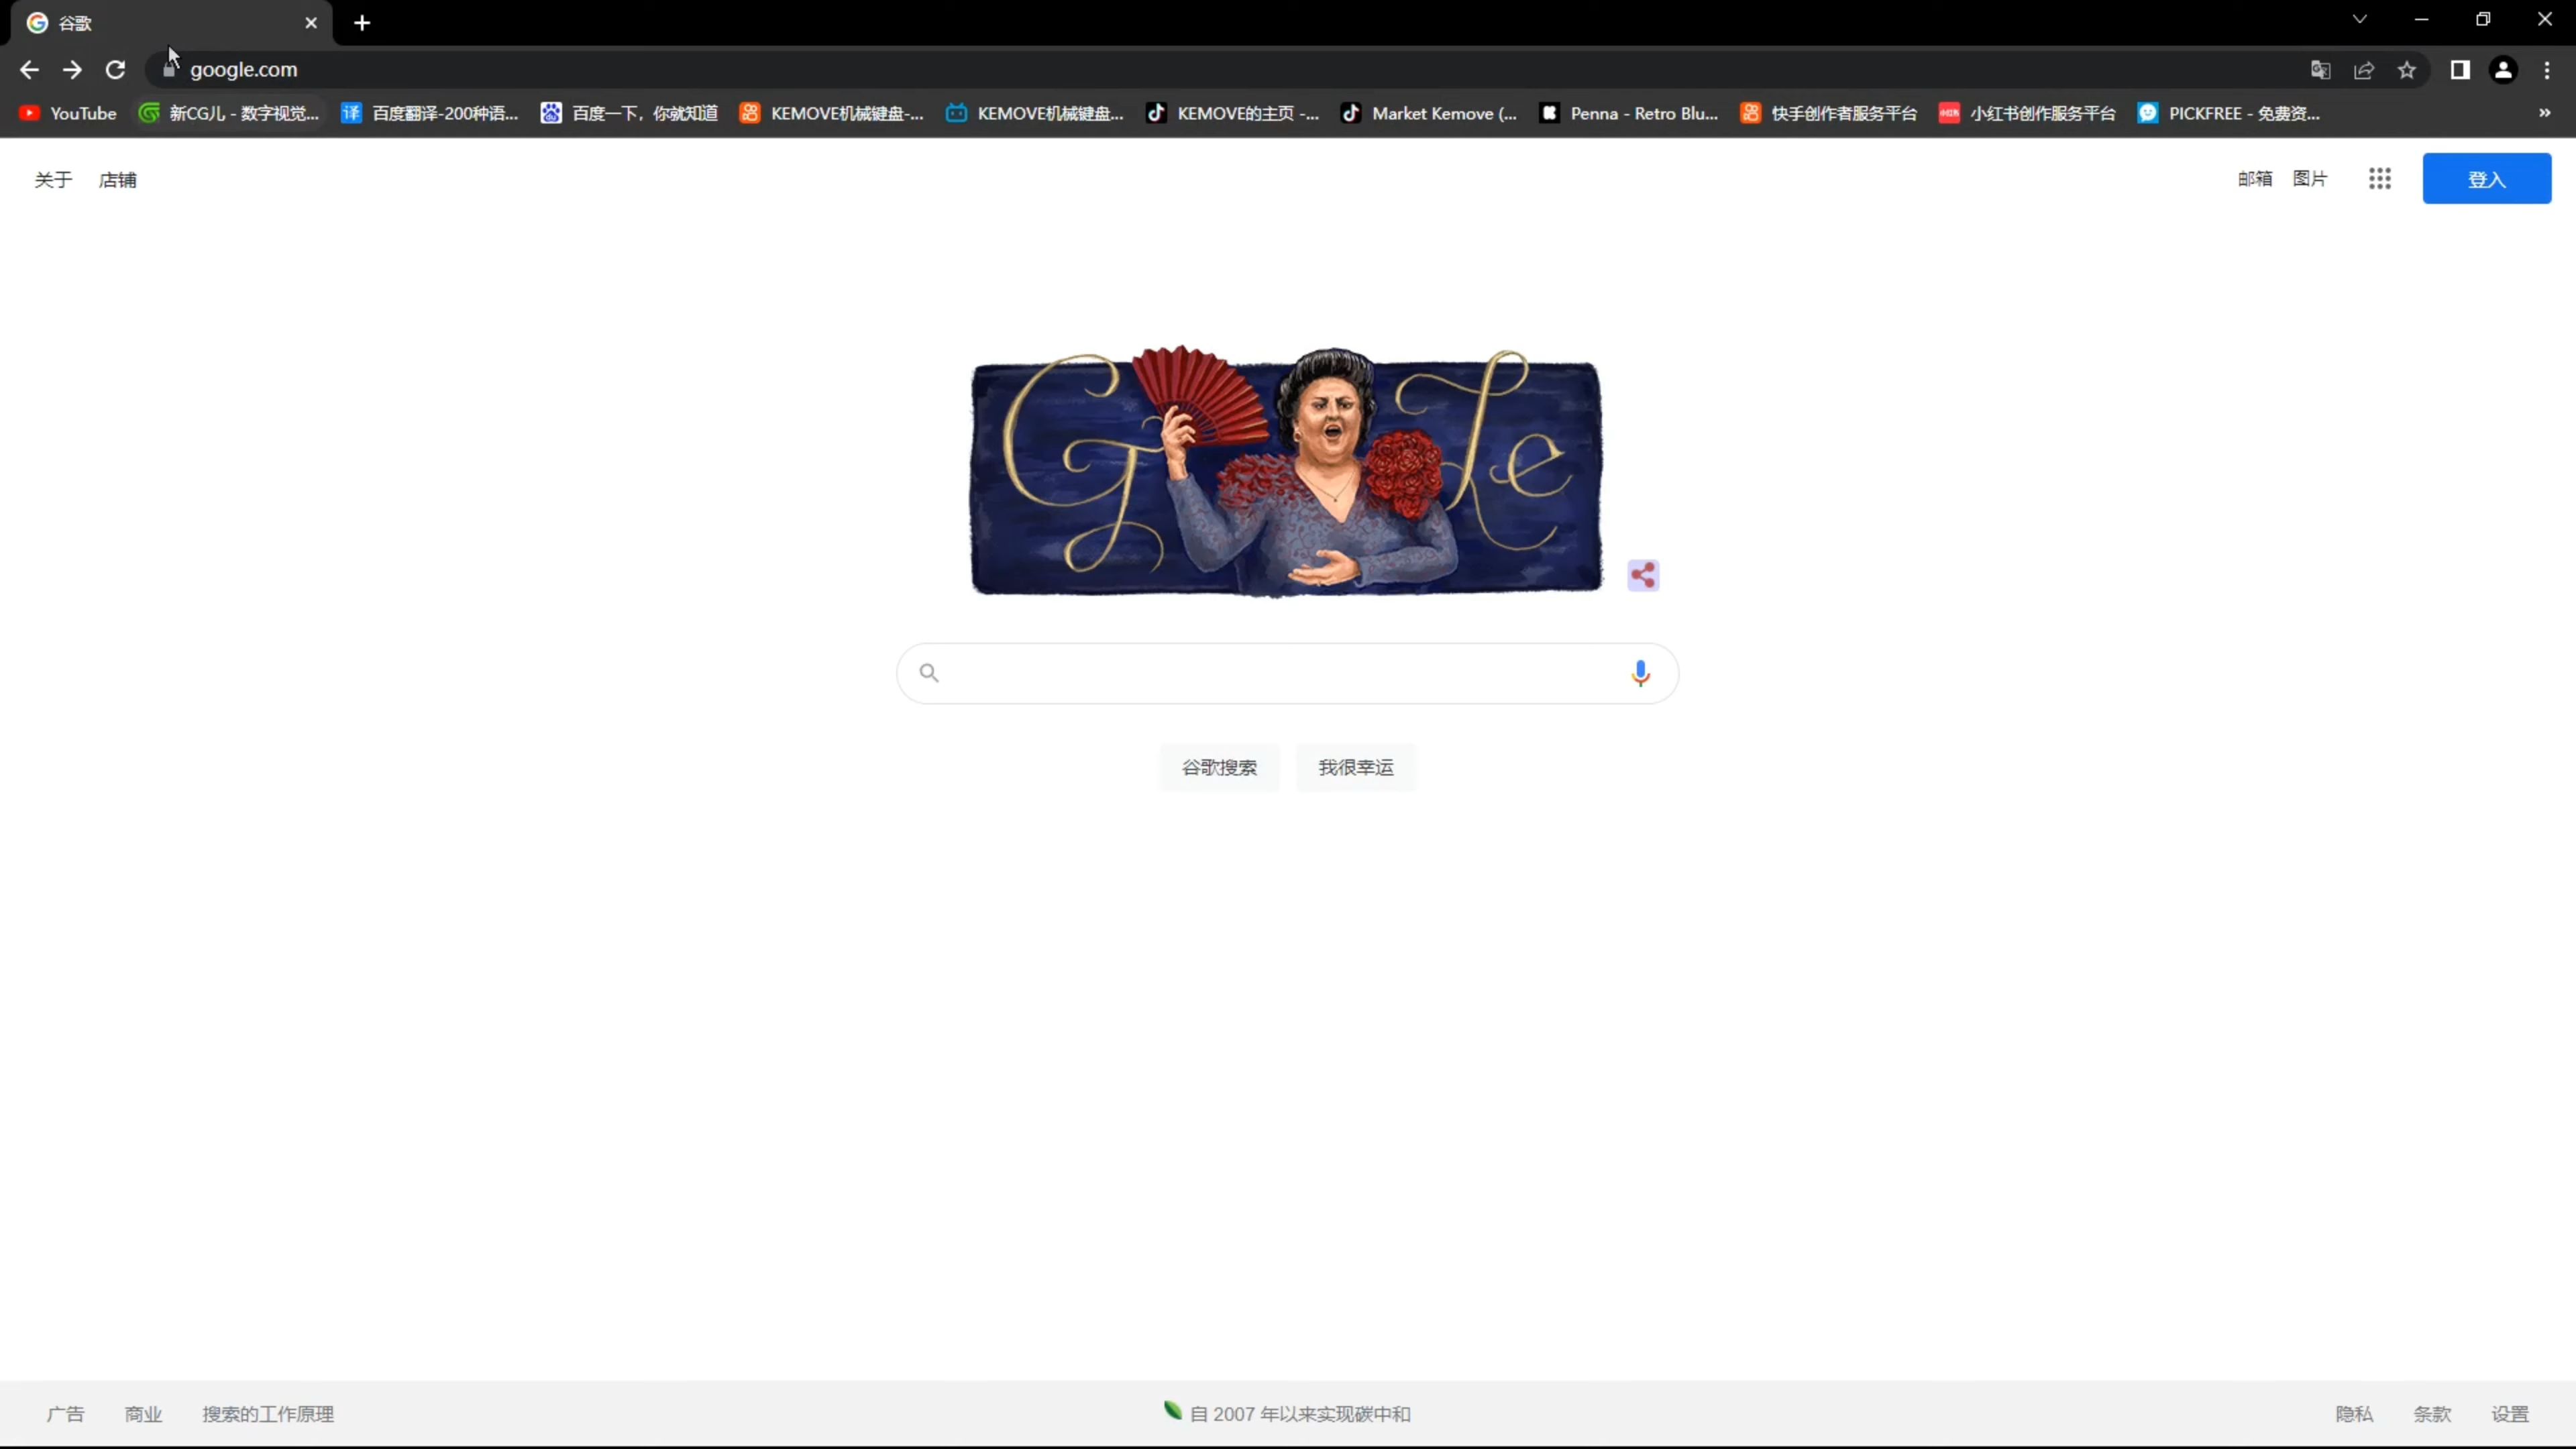 谷歌
google.com
YouTube
新CG儿 - 数字视觉...
百度翻译-200种语...
百度一下，你就知道
KEMOVE机械键盘-...
KEMOVE机械键盘...
KEMOVE的主页 -...
Market Kemove (...
Penna - Retro Blu...
快手创作者服务平台
小红书创作服务平台
PICKFREE - 免费资...
关于
店铺
邮箱
图片
登入
谷歌搜索
我很幸运
广告
商业
搜索的工作原理
自 2007 年以来实现碳中和
隐私
条款
设置